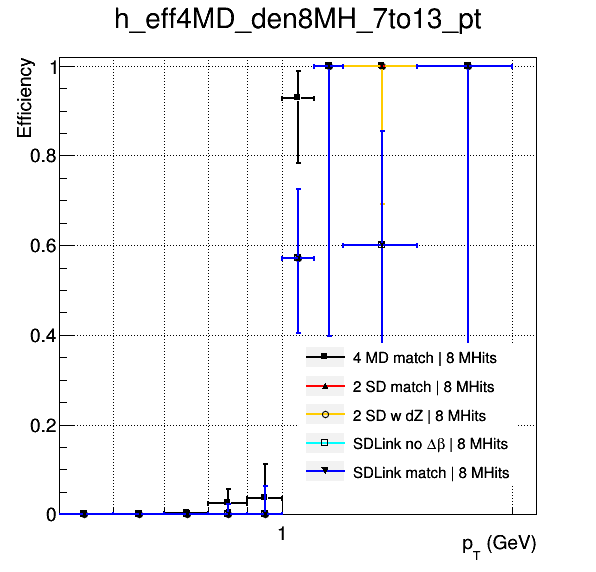 h_eff4MD_den8MH_7to13_pt
Efficiency
1
0.8
0.6
0.4
0.2
0
4 MD match | 8 MHits
2 SD match | 8 MHits
2 SD w dZ | 8 MHits
SDLink no Δβ | 8 MHits
SDLink match | 8 MHits
1
p_T (GeV)